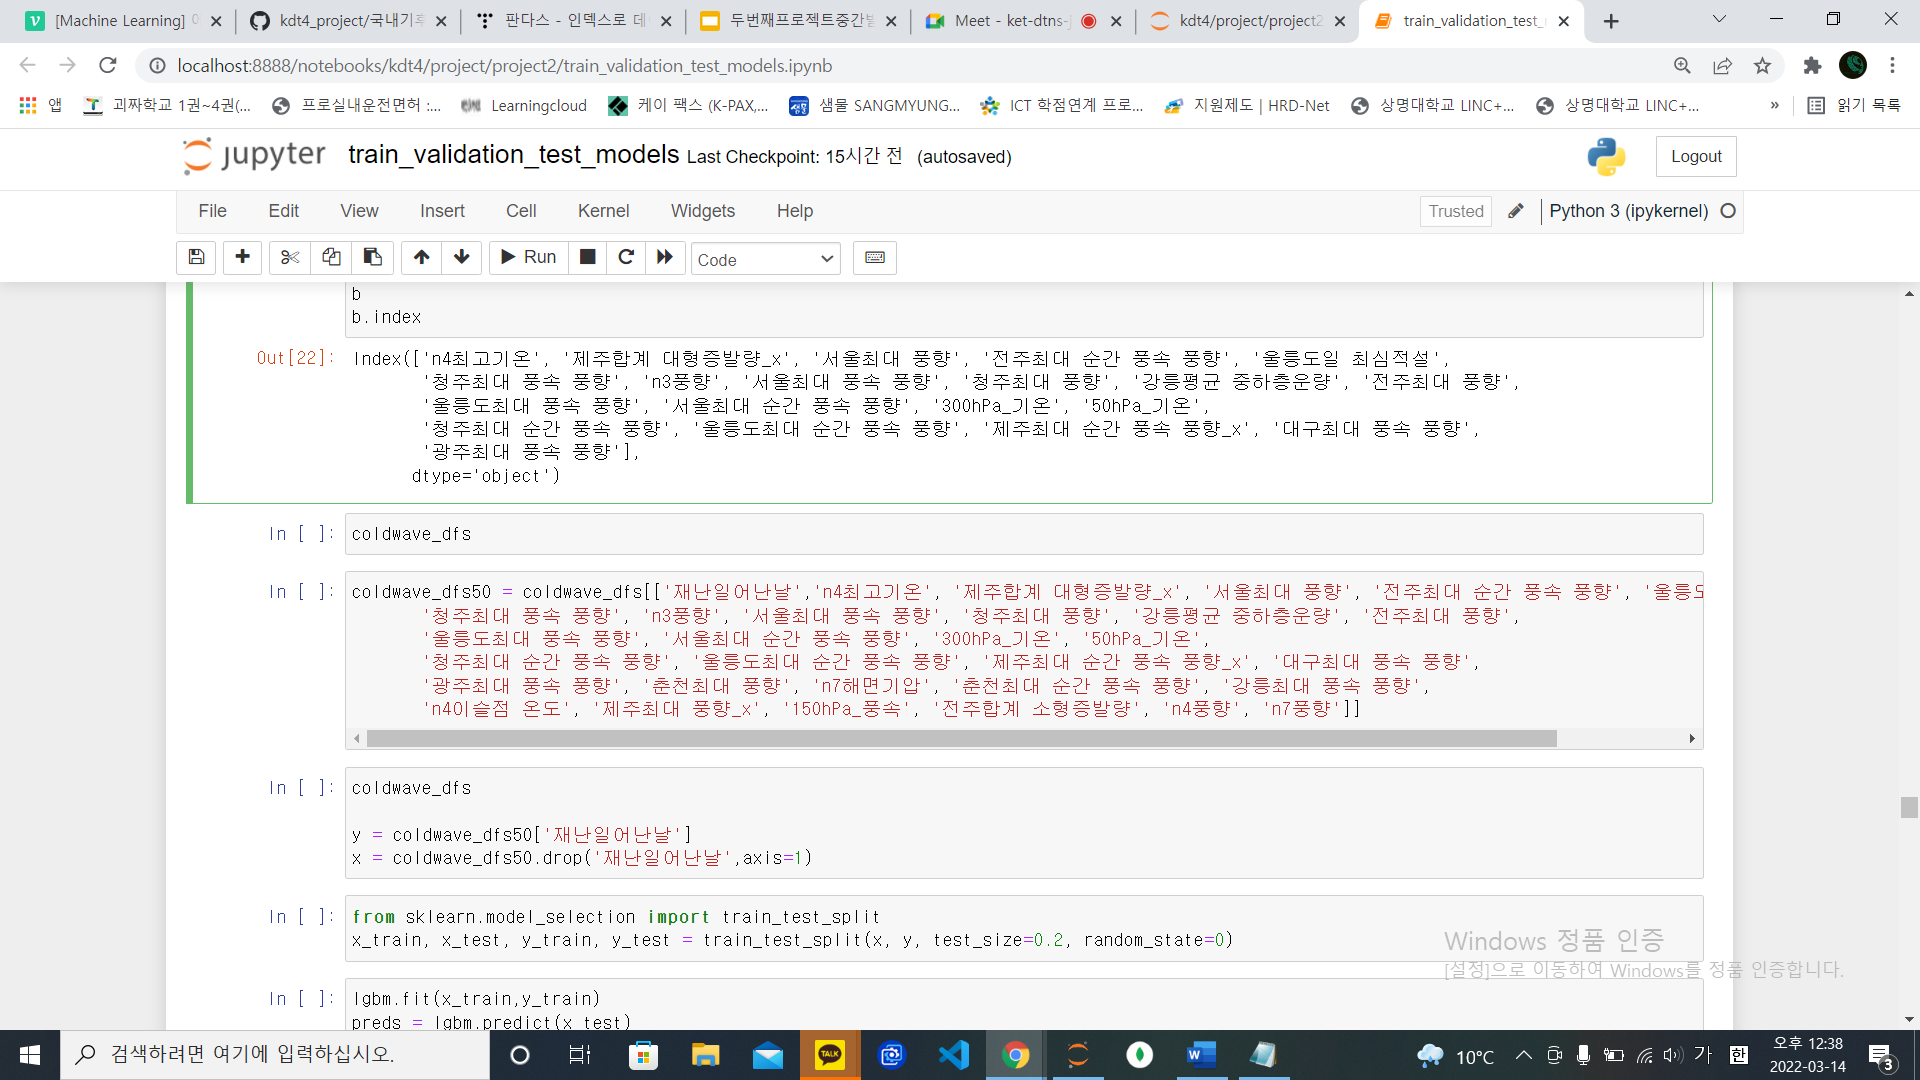 [Machine Learning] 0
kdt4_project/국내기후
판다스 - 인덱스로 데
두번째프로젝트중간발
Meet - ket-dtns-j
kdt4/project/project2
train_validation_test_
localhost:8888/notebooks/kdt4/project/project2/train_validation_test_models.ipynb
앱
괴짜학교 1권~4권(...
프로실내운전면허 :...
Learningcloud
케이 팩스 (K-PAX,...
샘물 SANGMYUNG...
ICT 학점연계 프로...
지원제도 | HRD-Net
상명대학교 LINC+...
상명대학교 LINC+...
»
읽기 목록
jupyter train_validation_test_models Last Checkpoint: 15시간 전 (autosaved)
Logout
File Edit View Insert Cell Kernel Widgets Help
Trusted
Python 3 (ipykernel)
Run
Code
b
b.index
Out[22]: Index(['n4최고기온', '제주합계 대형증발량_x', '서울최대 풍향', '전주최대 순간 풍속 풍향', '울릉도일 최심적설',
'청주최대 풍속 풍향', 'n3풍향', '서울최대 풍속 풍향', '청주최대 풍향', '강릉평균 중하층운량', '전주최대 풍향',
'울릉도최대 풍속 풍향', '서울최대 순간 풍속 풍향', '300hPa_기온', '50hPa_기온',
'청주최대 순간 풍속 풍향', '울릉도최대 순간 풍속 풍향', '제주최대 순간 풍속 풍향_x', '대구최대 풍속 풍향',
'광주최대 풍속 풍향'],
dtype='object')
In [ ]: coldwave_dfs
In [ ]: coldwave_dfs50 = coldwave_dfs[['재난일어난날','n4최고기온', '제주합계 대형증발량_x', '서울최대 풍향', '전주최대 순간 풍속 풍향', '울릉도
'청주최대 풍속 풍향', 'n3풍향', '서울최대 풍속 풍향', '청주최대 풍향', '강릉평균 중하층운량', '전주최대 풍향',
'울릉도최대 풍속 풍향', '서울최대 순간 풍속 풍향', '300hPa_기온', '50hPa_기온',
'청주최대 순간 풍속 풍향', '울릉도최대 순간 풍속 풍향', '제주최대 순간 풍속 풍향_x', '대구최대 풍속 풍향',
'광주최대 풍속 풍향', '춘천최대 풍향', 'n7해면기압', '춘천최대 순간 풍속 풍향', '강릉최대 풍속 풍향',
'n4이슬점 온도', '제주최대 풍향_x', '150hPa_풍속', '전주합계 소형증발량', 'n4풍향', 'n7풍향']]
In [ ]: coldwave_dfs
y = coldwave_dfs50['재난일어난날']
x = coldwave_dfs50.drop('재난일어난날',axis=1)
In [ ]: from sklearn.model_selection import train_test_split
x_train, x_test, y_train, y_test = train_test_split(x, y, test_size=0.2, random_state=0)
Windows 정품 인증
[설정]으로 이동하여 Windows를 정품 인증합니다.
In [ ]: lgbm.fit(x_train,y_train)
preds = lgbm.predict(x_test)
검색하려면 여기에 입력하십시오.
TALK
10°C
가
한
오후 12:38
2022-03-14
3